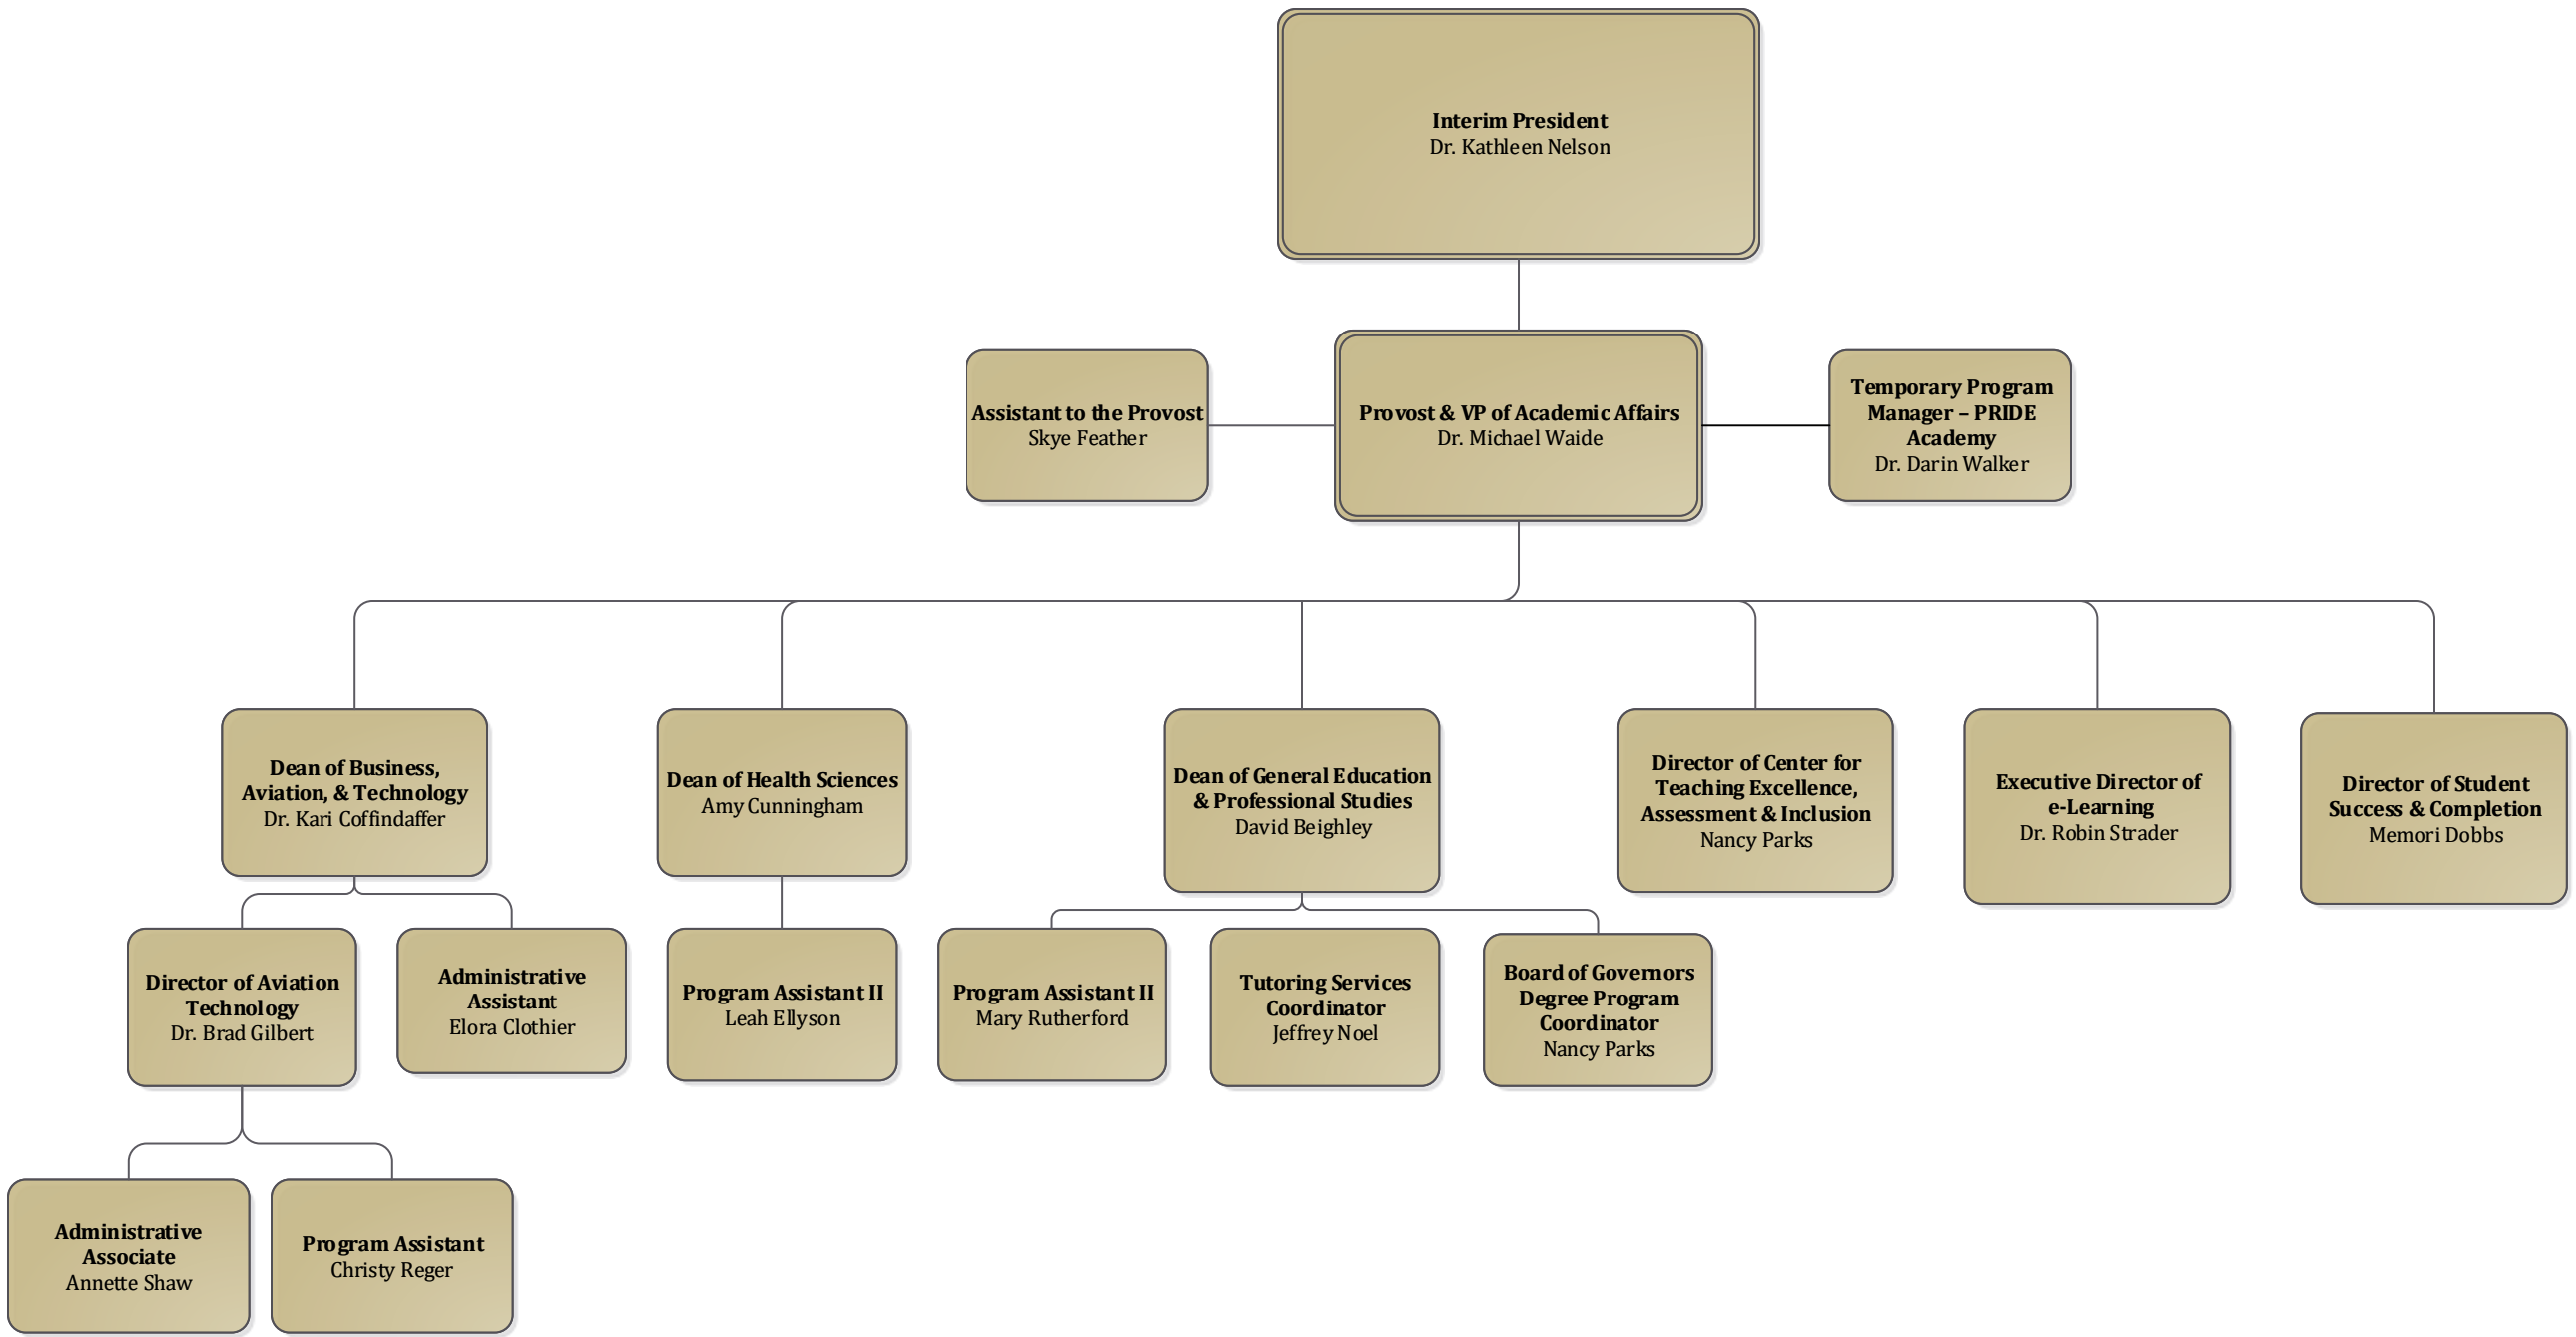 Interim President
Dr. Kathleen Nelson
Assistant to the Provost
Skye Feather
Provost & VP of Academic Affairs
Dr. Michael Waide
Temporary Program
Manager – PRIDE
Academy
Dr. Darin Walker
Dean of Business,
Aviation, & Technology
Dr. Kari Coffindaffer
Dean of Health Sciences
Amy Cunningham
Dean of General Education
& Professional Studies
David Beighley
Director of Center for
Teaching Excellence,
Assessment & Inclusion
Nancy Parks
Executive Director of
e-Learning
Dr. Robin Strader
Director of Student
Success & Completion
Memori Dobbs
Director of Aviation
Technology
Dr. Brad Gilbert
Administrative
Assistant
Elora Clothier
Program Assistant II
Leah Ellyson
Program Assistant II
Mary Rutherford
Tutoring Services
Coordinator
Jeffrey Noel
Board of Governors
Degree Program
Coordinator
Nancy Parks
Administrative
Associate
Annette Shaw
Program Assistant
Christy Reger